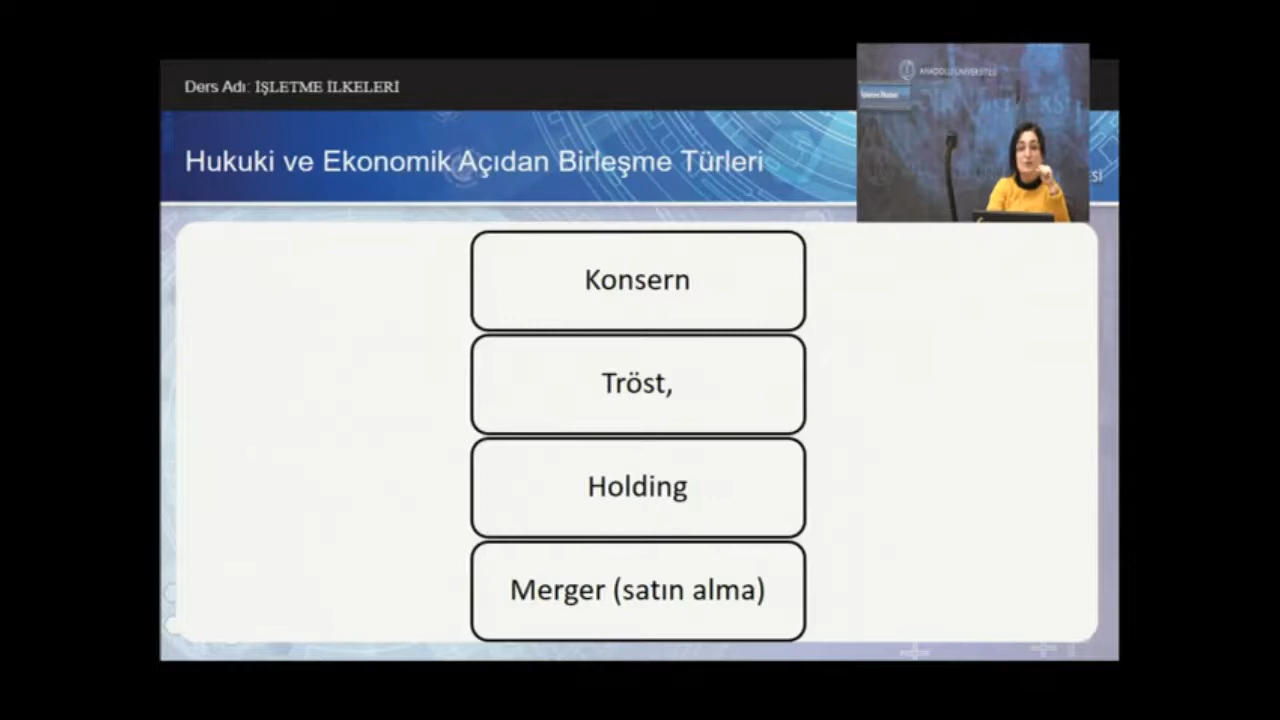 Ders Adı: İŞLETME İLKELERİ
ANADOLU ÜNİVERSİTESİ
Hukuki ve Ekonomik Açıdan Birleşme Türleri
Sİ
Konsern
Tröst,
Holding
Merger (satın alma)